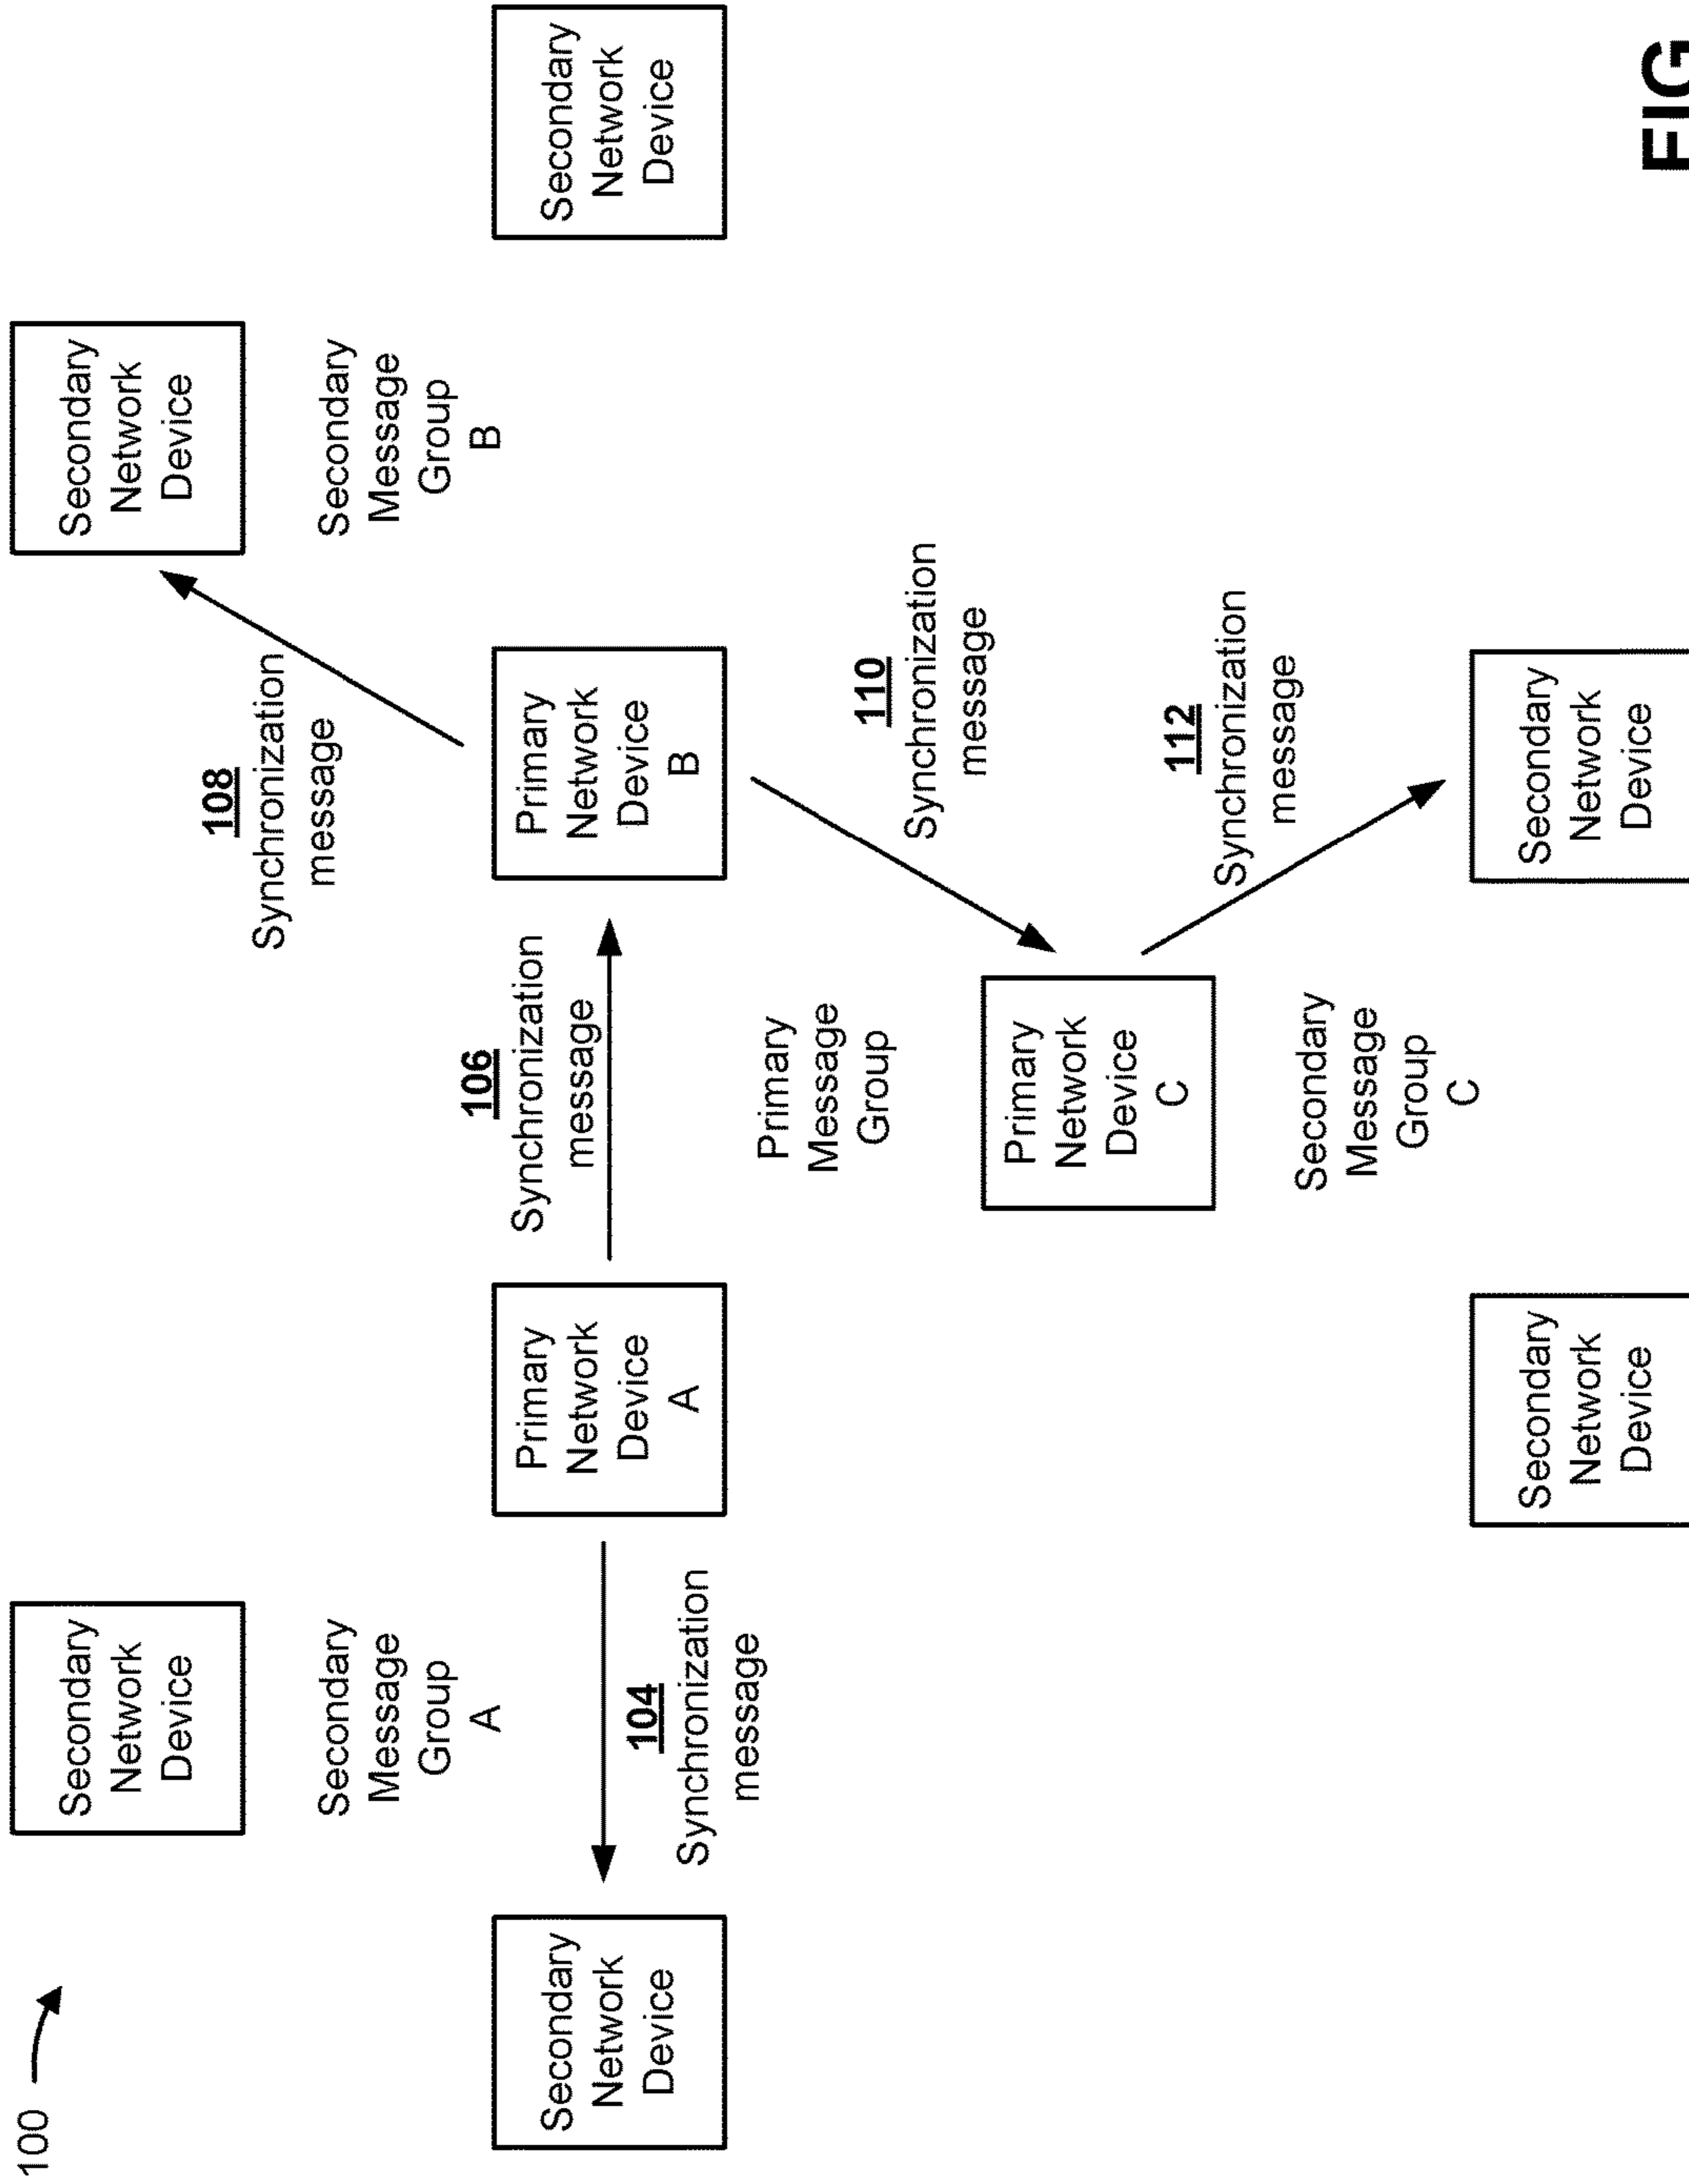 100
Secondary
Network
Device
Secondary
Network
Device
108
Synchronization
message
Secondary
Message
Group
A
Secondary
Message
Group
B
106
Synchronization
message
Secondary
Network
Device
Primary
Network
Device
A
Primary
Network
Device
B
Secondary
Network
Device
104
Synchronization
message
Primary
Message
Group
110
Synchronization
message
Primary
Network
Device
C
112
Synchronization
message
Secondary
Message
Group
C
Secondary
Network
Device
Secondary
Network
Device
FIG